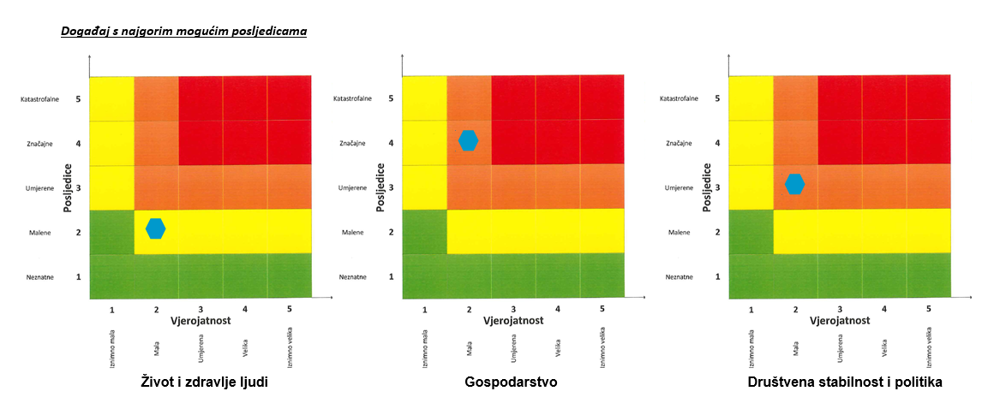 Događaj s najgorim mogućim posljedicama
Katastrofalne 5
Značajne 4
Umjerene 3
Malene 2
Neznatne 1
Posljedice
1 2 3 4 5
Vjerojatnost
Iznimno mala
Mala
Umjerena
Velika
Iznimno velika
Život i zdravlje ljudi
Katastrofalne 5
Značajne 4
Umjerene 3
Malene 2
Neznatne 1
Posljedice
1 2 3 4 5
Vjerojatnost
Iznimno mala
Mala
Umjerena
Velika
Iznimno velika
Gospodarstvo
Katastrofalne 5
Značajne 4
Umjerene 3
Malene 2
Neznatne 1
Posljedice
1 2 3 4 5
Vjerojatnost
Iznimno mala
Mala
Umjerena
Velika
Iznimno velika
Društvena stabilnost i politika